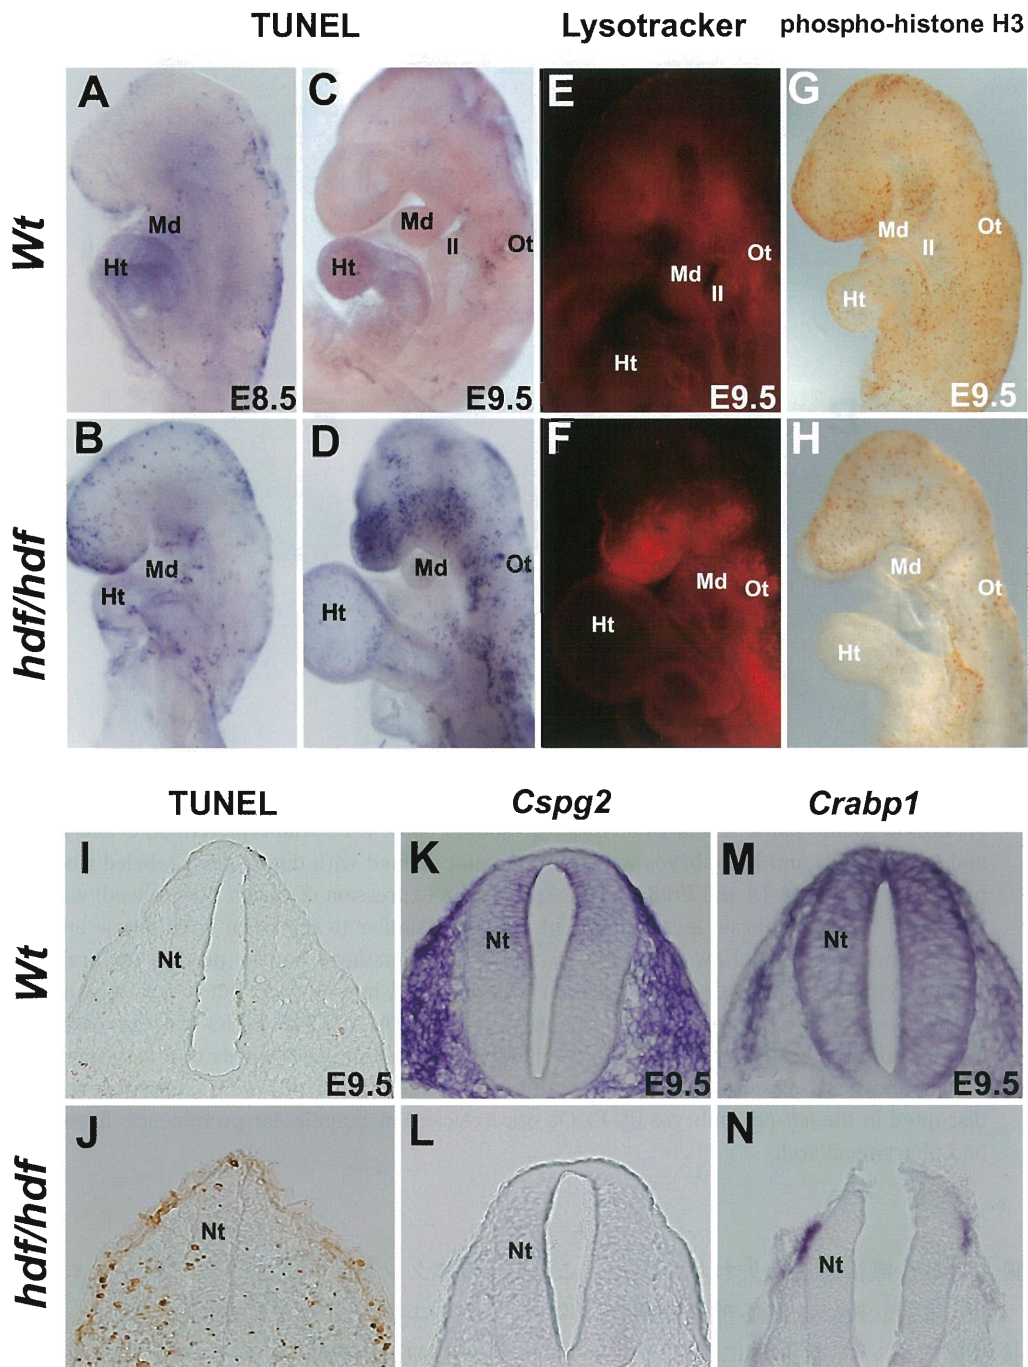 TUNEL Lysotracker phospho-histone H3
Wt
A C E G
Md Md II Ot Md II Ot Md II Ot
Ht Ht Ht Ht
E8.5 E9.5 E9.5 E9.5
hdf/hdf
B D F H
Md Md Ot Md Ot Md Ot
Ht Ht Ht Ht
TUNEL Cspg2 Crabp1
Wt
I K M
Nt Nt Nt
E9.5 E9.5 E9.5
hdf/hdf
J L N
Nt Nt Nt